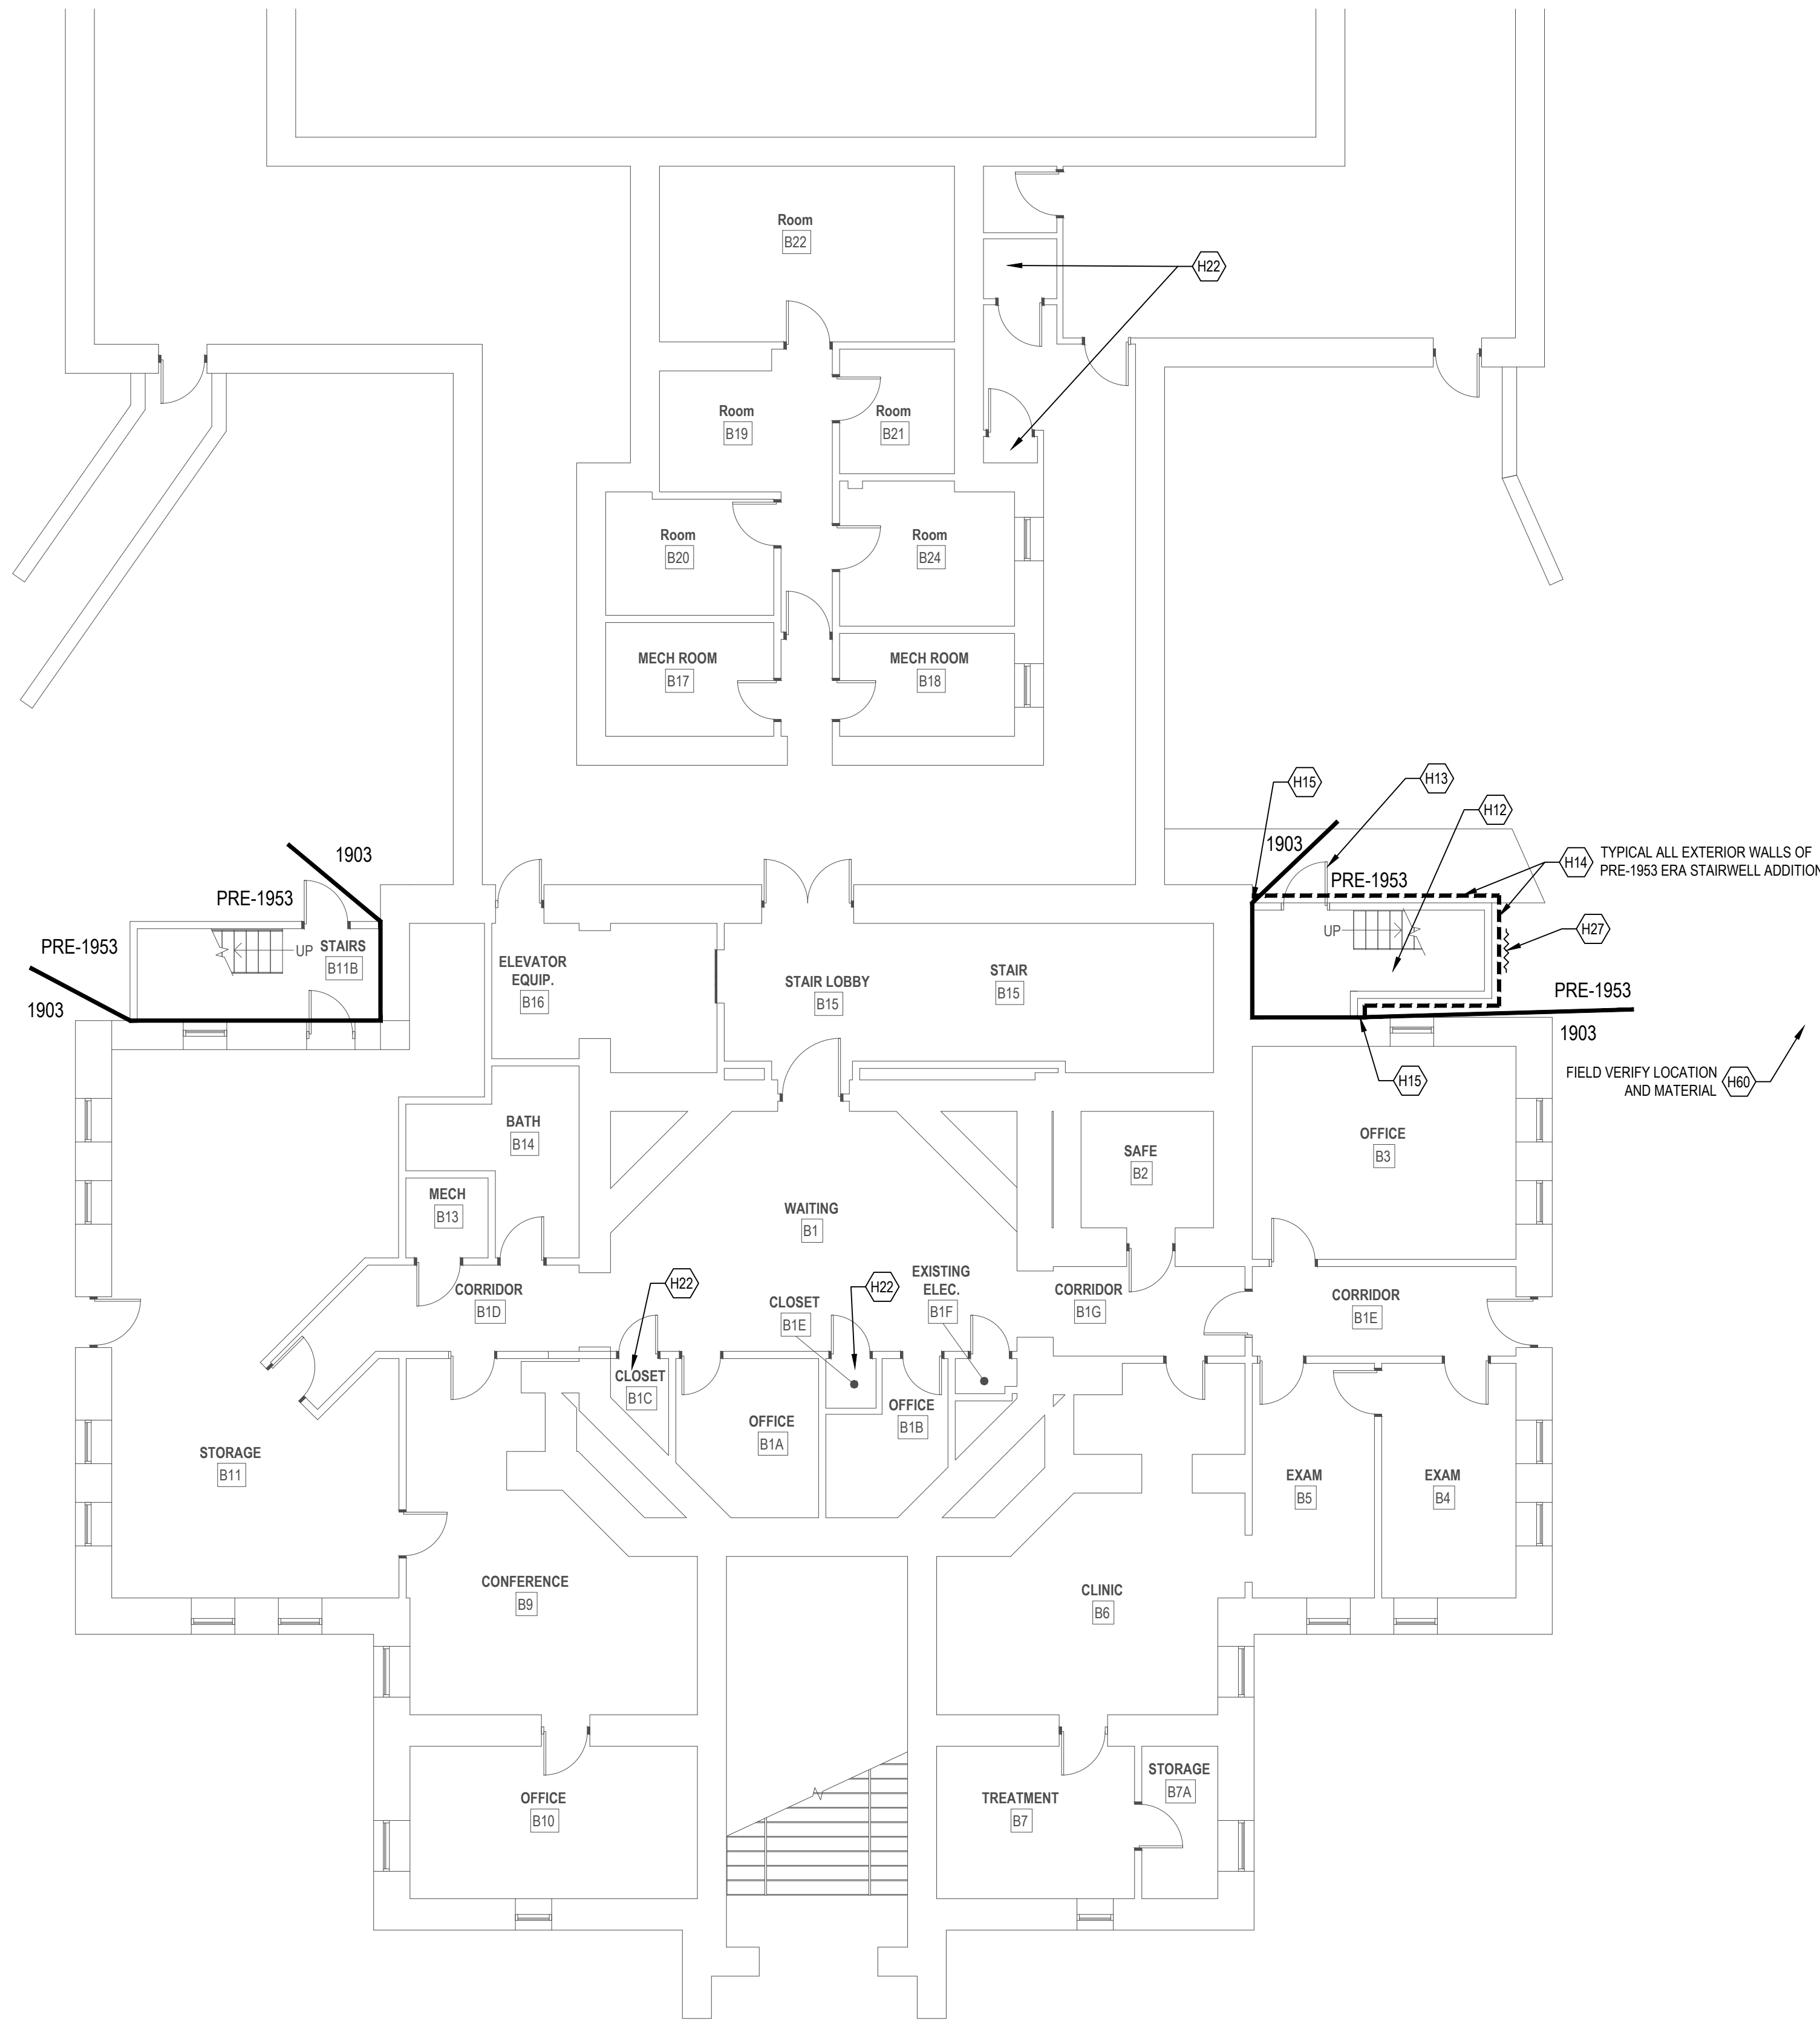 Room
B22
H22
Room
B19
Room
B21
Room
B20
Room
B24
MECH ROOM
B17
MECH ROOM
B18
H15
H13
H12
1903
1903
H14
TYPICAL ALL EXTERIOR WALLS OF
PRE-1953 ERA STAIRWELL ADDITION
PRE-1953
PRE-1953
H27
PRE-1953
UP
STAIRS
B11B
UP
1903
ELEVATOR
EQUIP.
B16
STAIR LOBBY
B15
STAIR
B15
PRE-1953
1903
FIELD VERIFY LOCATION
AND MATERIAL
H60
H15
BATH
B14
SAFE
B2
OFFICE
B3
MECH
B13
WAITING
B1
CORRIDOR
B1D
H22
CLOSET
B1E
H22
EXISTING
ELEC.
B1F
CORRIDOR
B1G
CORRIDOR
B1E
CLOSET
B1C
OFFICE
B1A
OFFICE
B1B
STORAGE
B11
EXAM
B5
EXAM
B4
CONFERENCE
B9
CLINIC
B6
OFFICE
B10
TREATMENT
B7
STORAGE
B7A